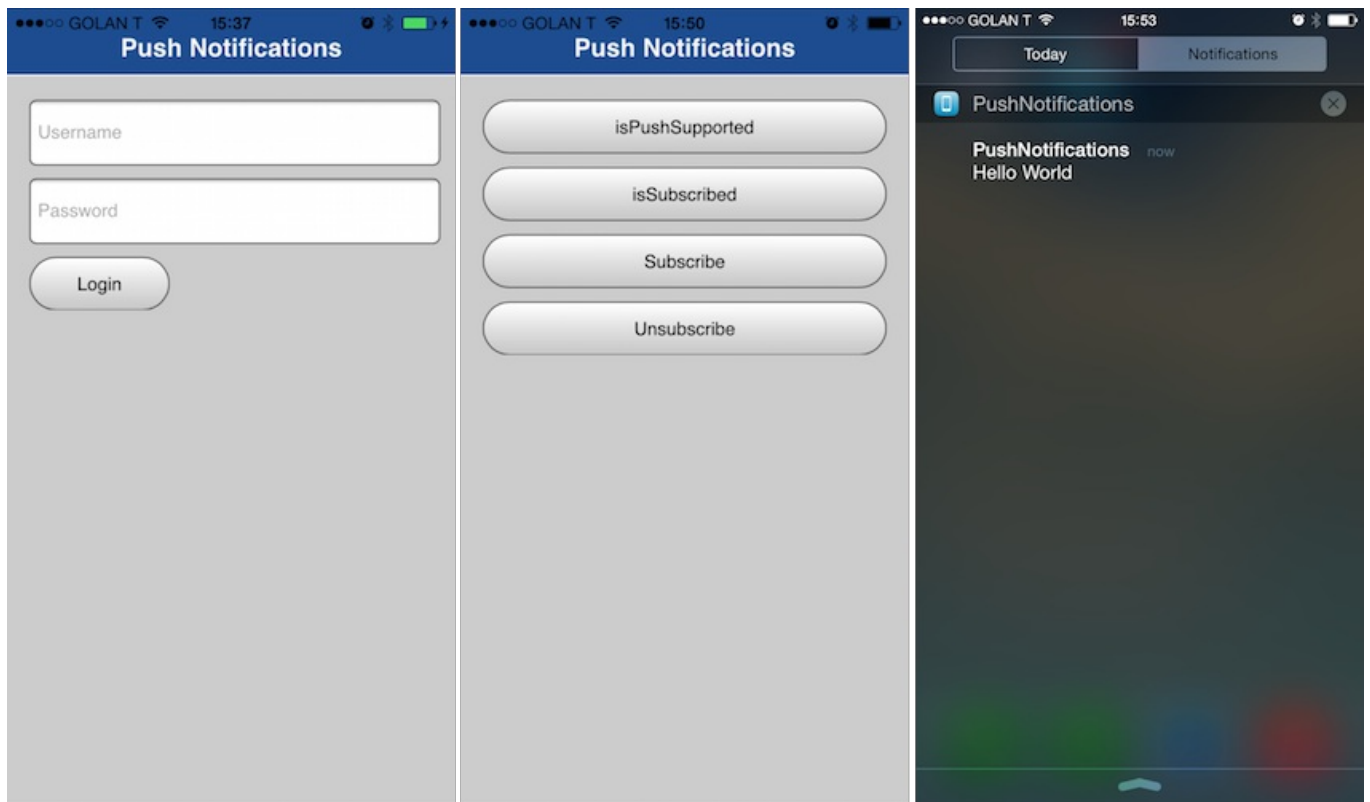 GOLAN T 15:37
Push Notifications
Username
Password
Login
GOLAN T 15:50
Push Notifications
isPushSupported
isSubscribed
Subscribe
Unsubscribe
GOLAN T 15:53
Today Notifications
PushNotifications
PushNotifications now
Hello World